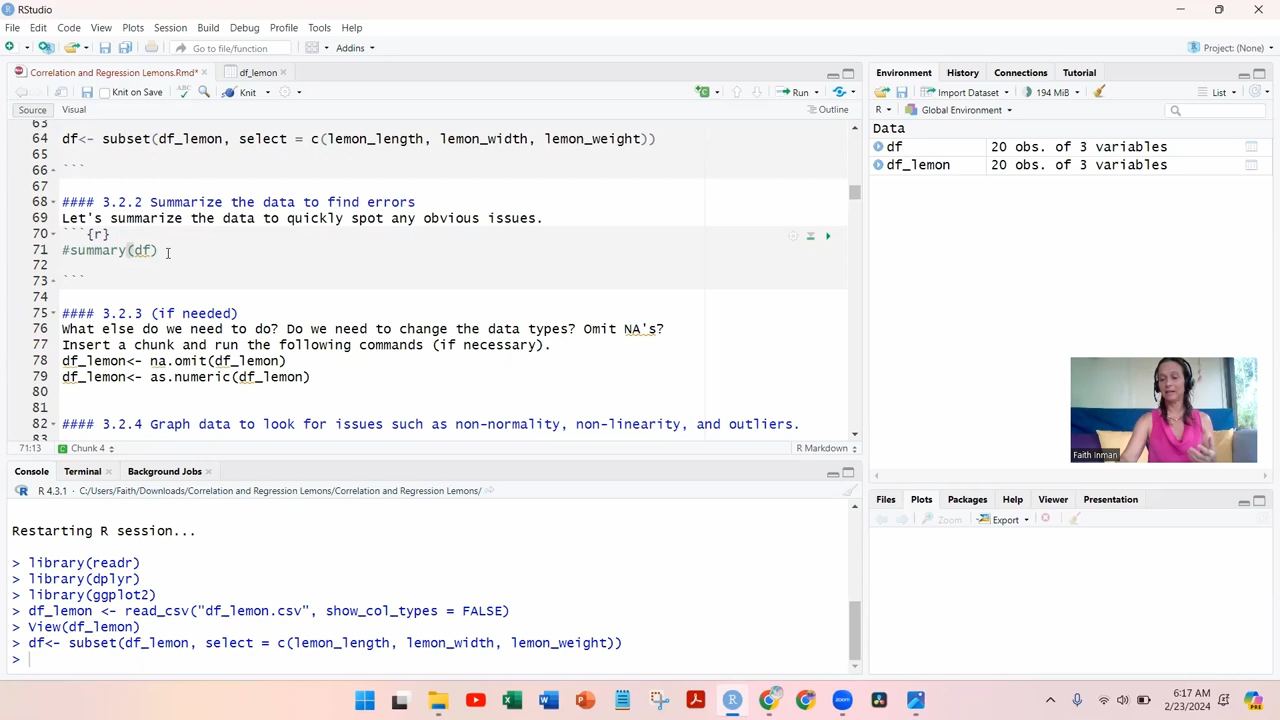 RStudio
File Edit Code View Plots Session Build Debug Profile Tools Help
Go to file/function Addins Project: (None)
Correlation and Regression Lemons.Rmd* df_lemon
Knit on Save Knit Run
Source Visual Outline
63
64 df<- subset(df_lemon, select = c(lemon_length, lemon_width, lemon_weight))
65
66 ```
67
68 #### 3.2.2 Summarize the data to find errors
69 Let's summarize the data to quickly spot any obvious issues.
70 ```{r}
71 #summary(df)
72
73 ```
74
75 #### 3.2.3 (if needed)
76 What else do we need to do? Do we need to change the data types? Omit NA's?
77 Insert a chunk and run the following commands (if necessary).
78 df_lemon<- na.omit(df_lemon)
79 df_lemon<- as.numeric(df_lemon)
80
81
82 #### 3.2.4 Graph data to look for issues such as non-normality, non-linearity, and outliers.
83
71:13 Chunk 4 R Markdown
Console Terminal Background Jobs
R 4.3.1 · C:/Users/Faith/Downloads/Correlation and Regression Lemons/Correlation and Regression Lemons/
Restarting R session...
> library(readr)
> library(dplyr)
> library(ggplot2)
> df_lemon <- read_csv("df_lemon.csv", show_col_types = FALSE)
> View(df_lemon)
> df<- subset(df_lemon, select = c(lemon_length, lemon_width, lemon_weight))
>
Environment History Connections Tutorial
Import Dataset 194 MiB List
R Global Environment
Data
df 20 obs. of 3 variables
df_lemon 20 obs. of 3 variables
Faith Inman
Files Plots Packages Help Viewer Presentation
Zoom Export
6:17 AM
2/23/2024